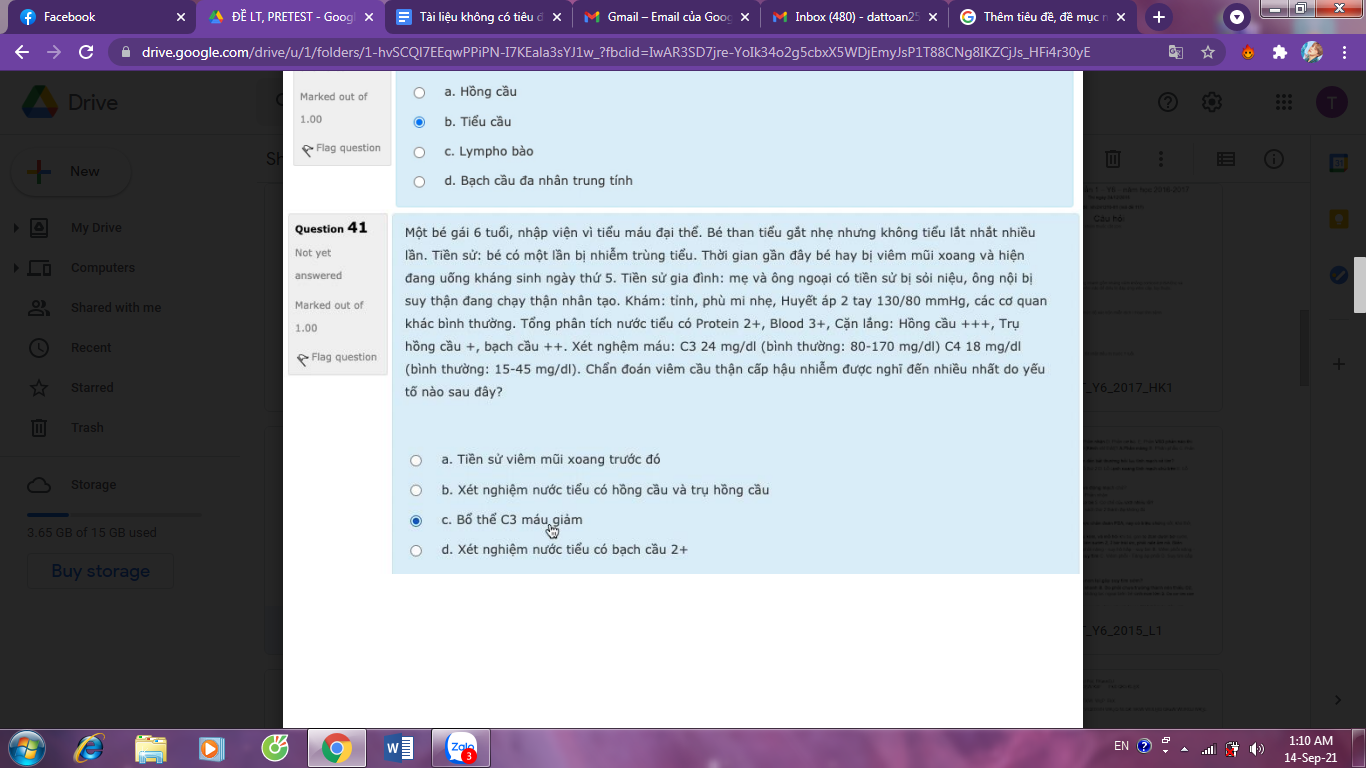 Facebook
ĐỀ LT, PRETEST - Googl
Tài liệu không có tiêu đ
Gmail – Email của Goog
Inbox (480) - dattoan25
Thêm tiêu đề, đề mục n
drive.google.com/drive/u/1/folders/1-hvSCQI7EEqwPPiPN-I7KEala3sYJ1w_?fbclid=IwAR3SD7jre-YoIk34o2g5cbxX5WDjEmyJsP1T88CNg8IKZCjJs_HFi4r30yE
Drive
T
New
My Drive
Computers
Shared with me
Recent
Starred
Trash
Storage
3.65 GB of 15 GB used
Buy storage
Marked out of
1.00
Flag question
a. Hồng cầu
b. Tiểu cầu
c. Lympho bào
d. Bạch cầu đa nhân trung tính
Question 41
Not yet
answered
Marked out of
1.00
Flag question
Một bé gái 6 tuổi, nhập viện vì tiểu máu đại thể. Bé than tiểu gắt nhẹ nhưng không tiểu lắt nhắt nhiều
lần. Tiền sử: bé có một lần bị nhiễm trùng tiểu. Thời gian gần đây bé hay bị viêm mũi xoang và hiện
đang uống kháng sinh ngày thứ 5. Tiền sử gia đình: mẹ và ông ngoại có tiền sử bị sỏi niệu, ông nội bị
suy thận đang chạy thận nhân tạo. Khám: tỉnh, phù mi nhẹ, Huyết áp 2 tay 130/80 mmHg, các cơ quan
khác bình thường. Tổng phân tích nước tiểu có Protein 2+, Blood 3+, Cặn lắng: Hồng cầu +++, Trụ
hồng cầu +, bạch cầu ++. Xét nghệm máu: C3 24 mg/dl (bình thường: 80-170 mg/dl) C4 18 mg/dl
(bình thường: 15-45 mg/dl). Chẩn đoán viêm cầu thận cấp hậu nhiễm được nghĩ đến nhiều nhất do yếu
tố nào sau đây?
a. Tiền sử viêm mũi xoang trước đó
b. Xét nghiệm nước tiểu có hồng cầu và trụ hồng cầu
c. Bổ thể C3 máu giảm
d. Xét nghiệm nước tiểu có bạch cầu 2+
Câu hỏi
T_Y6_2017_HK1
T_Y6_2015_L1
Zalo
3
EN
1:10 AM
14-Sep-21